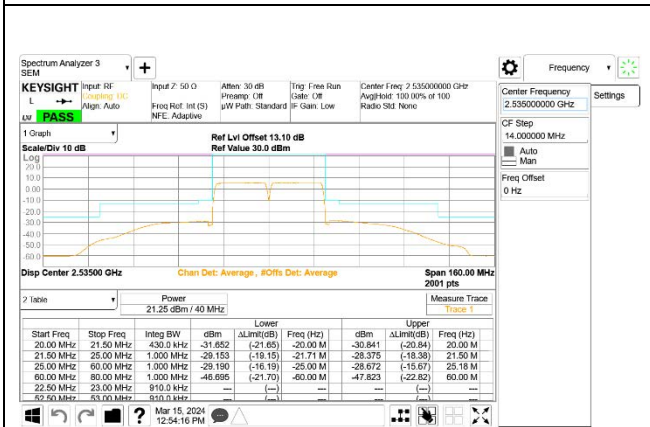 Spectrum Analyzer 3
SEM
Frequency
KEYSIGHT
Input: RF
Coupling: DC
Align: Auto
Input Z: 50 Ω
Freq Ref: Int (S)
NFE: Adaptive
Atten: 30 dB
Preamp: Off
µW Path: Standard
Trig: Free Run
Gate: Off
IF Gain: Low
Center Freq: 2.535000000 GHz
Avg|Hold: 100.00% of 100
Radio Std: None
L
PASS
Center Frequency
2.535000000 GHz
Settings
CF Step
14.000000 MHz
Auto
Man
Freq Offset
0 Hz
1 Graph
Scale/Div 10 dB
Ref Lvl Offset 13.10 dB
Ref Value 30.0 dBm
Log
20.0
10.0
0.00
-10.0
-20.0
-30.0
-40.0
-50.0
-60.0
Disp Center 2.53500 GHz
Chan Det: Average , #Offs Det: Average
Span 160.00 MHz
2001 pts
2 Table
Power
21.25 dBm / 40 MHz
Measure Trace
Trace 1
Lower Upper
Start Freq Stop Freq Integ BW dBm ΔLimit(dB) Freq (Hz) dBm ΔLimit(dB) Freq (Hz)
20.00 MHz 21.50 MHz 430.0 kHz -31.652 (-21.65) -20.00 M -30.841 (-20.84) 20.00 M
21.50 MHz 25.00 MHz 1.000 MHz -29.153 (-19.15) -21.71 M -28.375 (-18.38) 21.50 M
25.00 MHz 60.00 MHz 1.000 MHz -29.190 (-16.19) -25.00 M -28.672 (-15.67) 25.18 M
60.00 MHz 80.00 MHz 1.000 MHz -46.695 (-21.70) -60.00 M -47.823 (-22.82) 60.00 M
22.50 MHz 23.00 MHz 910.0 kHz --- (---) --- --- (---) ---
52.50 MHz 53.00 MHz 910.0 kHz --- (---) --- --- (---) ---
Mar 15, 2024
12:54:16 PM